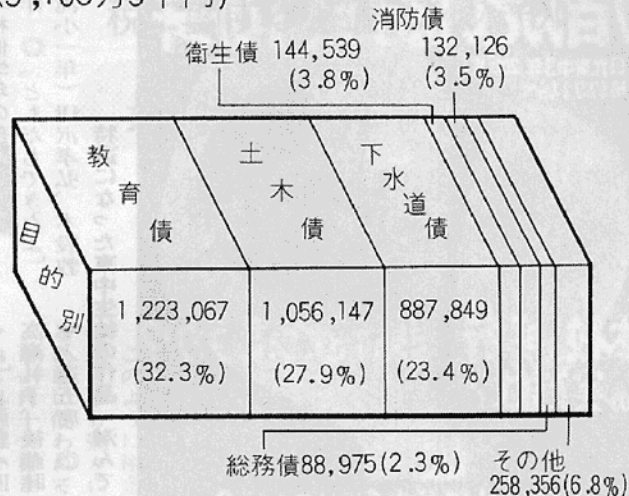 消防債
衛生債 144,539 132,126
(3.8%) (3.5%)
目的別
教育債
土木債
下水道債
1,223,067 1,056,147 887,849
(32.3%) (27.9%) (23.4%)
総務債88,975(2.3%) その他
258,356(6.8%)